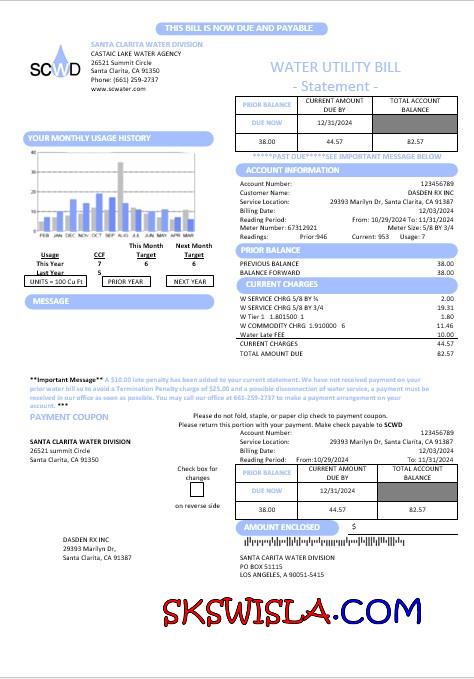 THIS BILL IS NOW DUE AND PAYABLE
SCWD
SANTA CLARITA WATER DIVISION
CASTAIC LAKE WATER AGENCY
26521 Summit Circle
Santa Clarita, CA 91350
Phone: (661) 259-2737
www.scwater.com
WATER UTILITY BILL
- Statement -
PRIOR BALANCE CURRENT AMOUNT DUE BY TOTAL ACCOUNT BALANCE
DUE NOW 12/31/2024
38.00 44.57 82.57
*****PAST DUE*****SEE IMPORTANT MESSAGE BELOW
YOUR MONTHLY USAGE HISTORY
40
30
20
10
0
FEB JAN DEC NOV OCT SEP AUG JUL JUN MAY APR MAR
This Month Next Month
Usage CCF Target Target
This Year 7 6 6
Last Year 5
UNITS = 100 Cu Ft PRIOR YEAR NEXT YEAR
MESSAGE
ACCOUNT INFORMATION
Account Number: 123456789
Customer Name: DASDEN RX INC
Service Location: 29393 Marilyn Dr, Santa Clarita, CA 91387
Billing Date: 12/03/2024
Reading Period: From: 10/29/2024 To: 11/31/2024
Meter Number: 67312921 Meter Size: 5/8 BY 3/4
Readings: Prior:946 Current: 953 Usage: 7
PRIOR BALANCE
PREVIOUS BALANCE 38.00
BALANCE FORWARD 38.00
CURRENT CHARGES
W SERVICE CHRG 5/8 BY ¾ 2.00
W SERVICE CHRG 5/8 BY 3/4 19.31
W Tier 1 1.801500 1 1.80
W COMMODITY CHRG 1.910000 6 11.46
Water Late FEE 10.00
CURRENT CHARGES 44.57
TOTAL AMOUNT DUE 82.57
**Important Message** A $10.00 late penalty has been added to your current statement. We have not received payment on your
prior water bill so to avoid a Termination Penalty charge of $25.00 and a possible disconnection of water service, a payment must be
received in our office as soon as possible. You may call our office at 661-259-2737 to make a payment arrangement on your
account. ***
PAYMENT COUPON
Please do not fold, staple, or paper clip check to payment coupons.
Please return this portion with your payment. Make check payable to SCWD
SANTA CLARITA WATER DIVISION
26521 summit Circle
Santa Clarita, CA 91350
Account Number: 123456789
Service Location: 29393 Marilyn Dr, Santa Clarita, CA 91387
Billing Date: 12/03/2024
Reading Period: From:10/29/2024 To: 11/31/2024
Check box for
changes
on reverse side
PRIOR BALANCE CURRENT AMOUNT DUE BY TOTAL ACCOUNT BALANCE
DUE NOW 12/31/2024
38.00 44.57 82.57
AMOUNT ENCLOSED $
DASDEN RX INC
29393 Marilyn Dr,
Santa Clarita, CA 91387
SANTA CARITA WATER DIVISION
PO BOX 51115
LOS ANGELES, A 90051-5415
SKSWISLA.COM